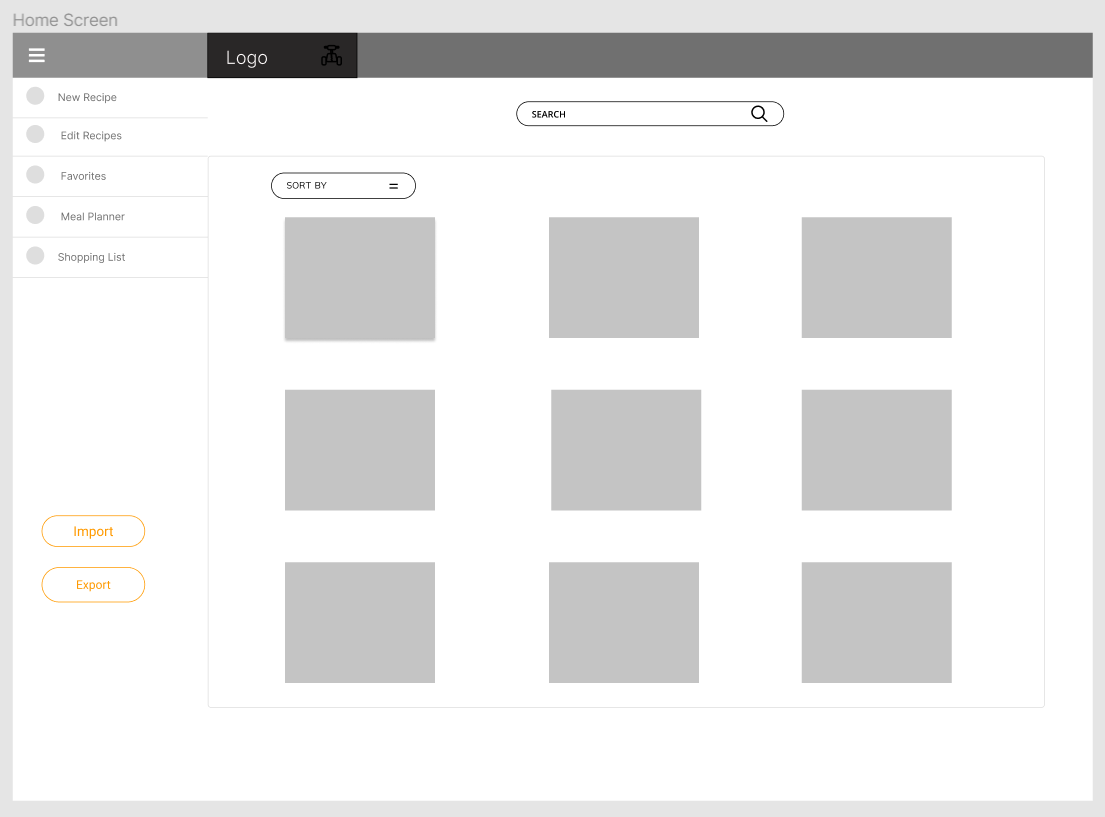 Home Screen
Logo
New Recipe
Edit Recipes
Favorites
Meal Planner
Shopping List
SEARCH
SORT BY
Import
Export